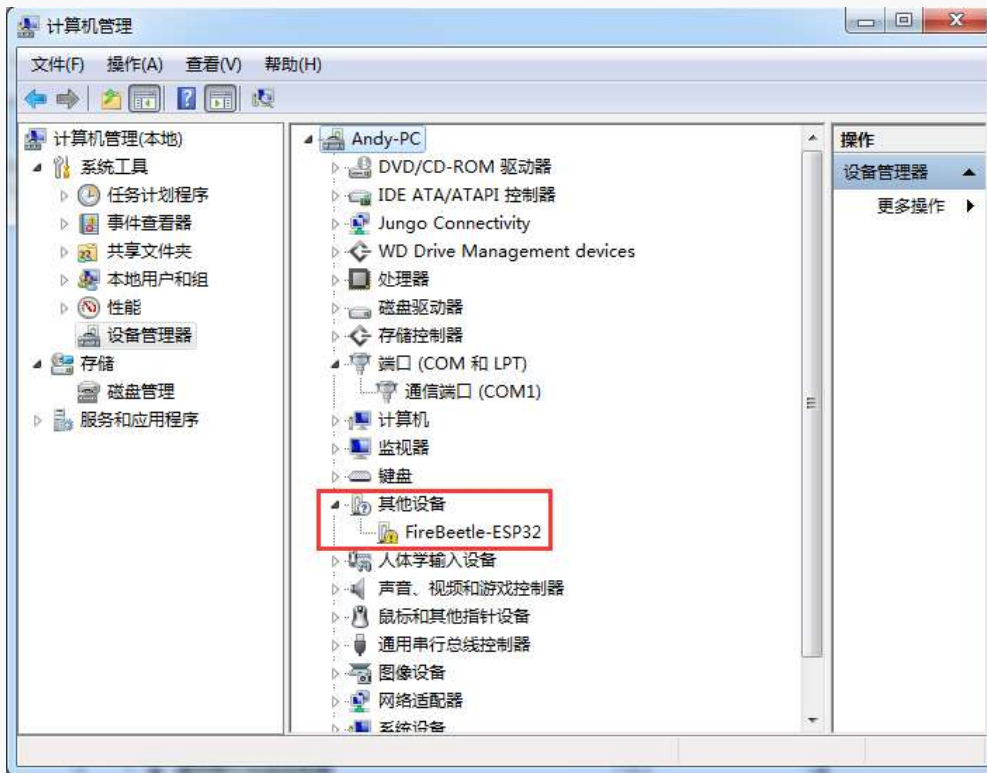 计算机管理
文件(F) 操作(A) 查看(V) 帮助(H)
计算机管理(本地)
系统工具
任务计划程序
事件查看器
共享文件夹
本地用户和组
性能
设备管理器
存储
磁盘管理
服务和应用程序
Andy-PC
DVD/CD-ROM 驱动器
IDE ATA/ATAPI 控制器
Jungo Connectivity
WD Drive Management devices
处理器
磁盘驱动器
存储控制器
端口 (COM 和 LPT)
通信端口 (COM1)
计算机
监视器
键盘
其他设备
FireBeetle-ESP32
人体学输入设备
声音、视频和游戏控制器
鼠标和其他指针设备
通用串行总线控制器
图像设备
网络适配器
系统设备
操作
设备管理器
更多操作